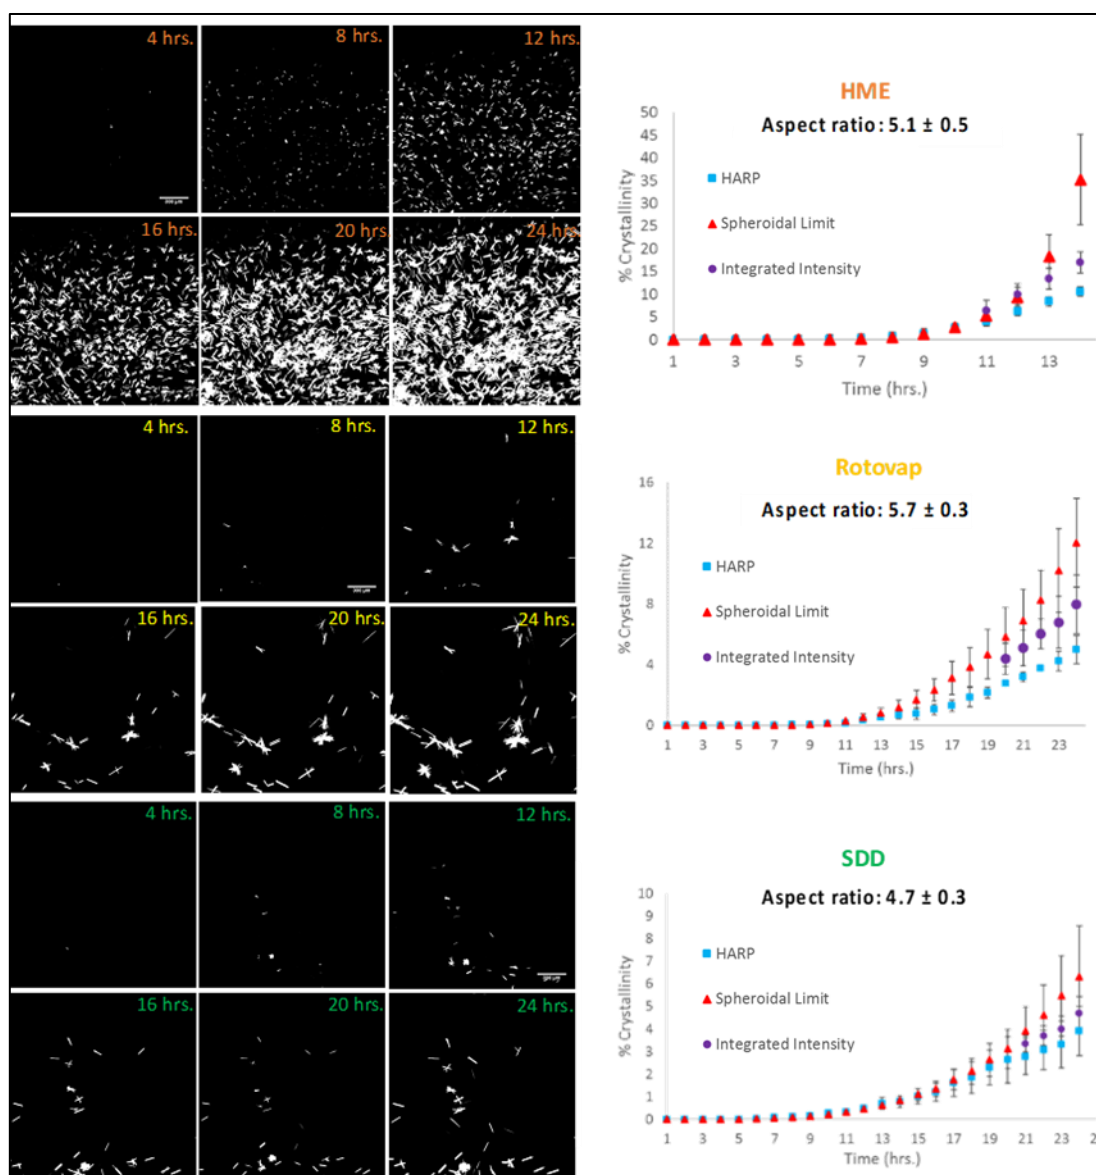 4 hrs.
8 hrs.
12 hrs.
16 hrs.
20 hrs.
24 hrs.
4 hrs.
8 hrs.
12 hrs.
16 hrs.
20 hrs.
24 hrs.
4 hrs.
8 hrs.
12 hrs.
16 hrs.
20 hrs.
24 hrs.
HME
Aspect ratio: 5.1 ± 0.5
HARP
Spheroidal Limit
Integrated Intensity
% Crystallinity
50
45
40
35
30
25
20
15
10
5
0
1 3 5 7 9 11 13
Time (hrs.)
Rotovap
Aspect ratio: 5.7 ± 0.3
HARP
Spheroidal Limit
Integrated Intensity
% Crystallinity
16
12
8
4
0
1 3 5 7 9 11 13 15 17 19 21 23
Time (hrs.)
SDD
Aspect ratio: 4.7 ± 0.3
HARP
Spheroidal Limit
Integrated Intensity
% Crystallinity
10
9
8
7
6
5
4
3
2
1
0
1 3 5 7 9 11 13 15 17 19 21 23
Time (hrs.)